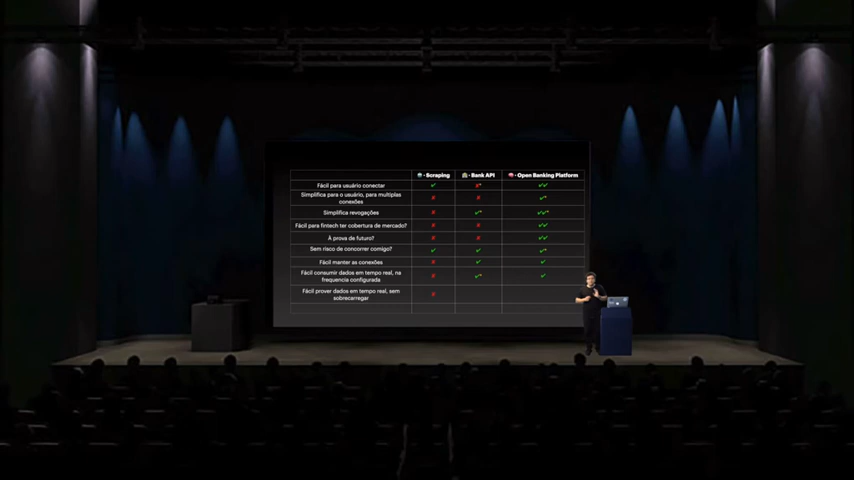 · Scraping · Bank API · Open Banking Platform
Fácil para usuário conectar ✓ ✗* ✓✓
Simplifica para o usuário, para multiplas
conexões ✗ ✗ ✓*
Simplifica revogações ✗ ✓* ✓✓*
Fácil para fintech ter cobertura de mercado? ✗ ✗ ✓✓
À prova de futuro? ✗ ✗ ✓✓
Sem risco de concorrer comigo? ✓ ✓ ✓*
Fácil manter as conexões ✗ ✓ ✓
Fácil consumir dados em tempo real, na
frequencia configurada ✗ ✓* ✓
Fácil prover dados em tempo real, sem
sobrecarregar ✗